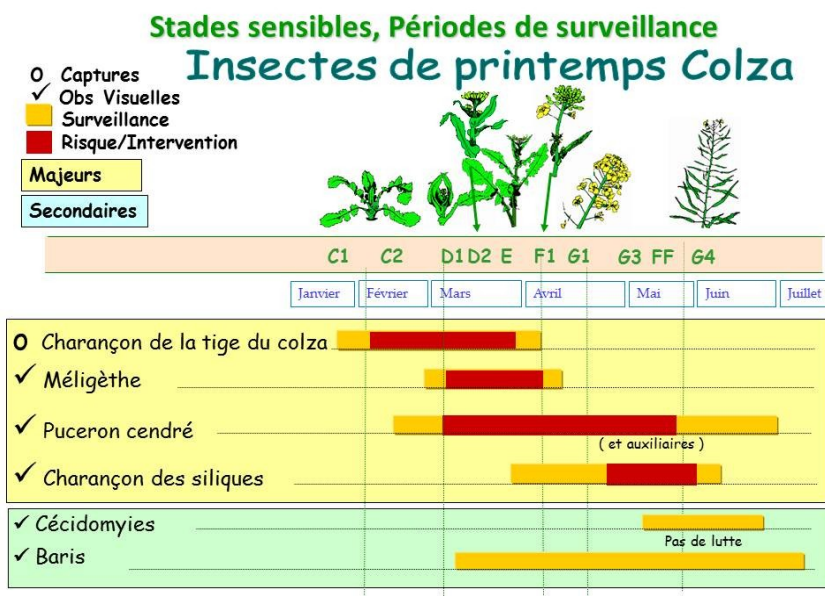 Stades sensibles, Périodes de surveillance
Insectes de printemps Colza
O Captures
✓ Obs Visuelles
Surveillance
Risque/Intervention
Majeurs
Secondaires
C1 C2 D1 D2 E F1 G1 G3 FF G4
Janvier Février Mars Avril Mai Juin Juillet
O Charançon de la tige du colza
✓ Méligèthe
✓ Puceron cendré
( et auxiliaires )
✓ Charançon des siliques
✓ Cécidomyies
Pas de lutte
✓ Baris